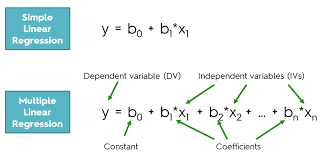 Simple
Linear
Regression
y = b₀ + b₁*x₁
Dependent variable (DV)
Independent variables (IVs)
Multiple
Linear
Regression
y = b₀ + b₁*x₁ + b₂*x₂ + ... + bₙ*xₙ
Constant
Coefficients